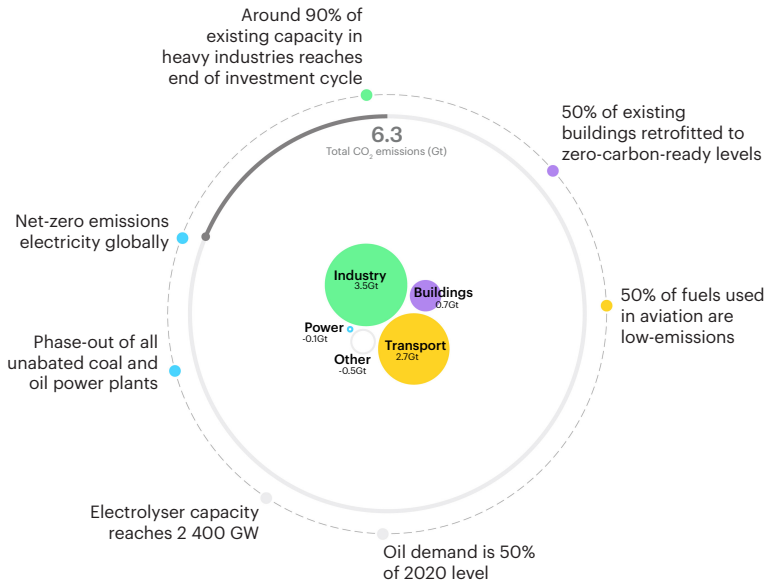 Around 90% of
existing capacity in
heavy industries reaches
end of investment cycle
50% of existing
buildings retrofitted to
zero-carbon-ready levels
6.3
Total CO₂ emissions (Gt)
Net-zero emissions
electricity globally
Industry
3.5Gt
Buildings
0.7Gt
50% of fuels used
in aviation are
low-emissions
Power
-0.1Gt
Other
-0.5Gt
Transport
2.7Gt
Phase-out of all
unabated coal and
oil power plants
Electrolyser capacity
reaches 2 400 GW
Oil demand is 50%
of 2020 level